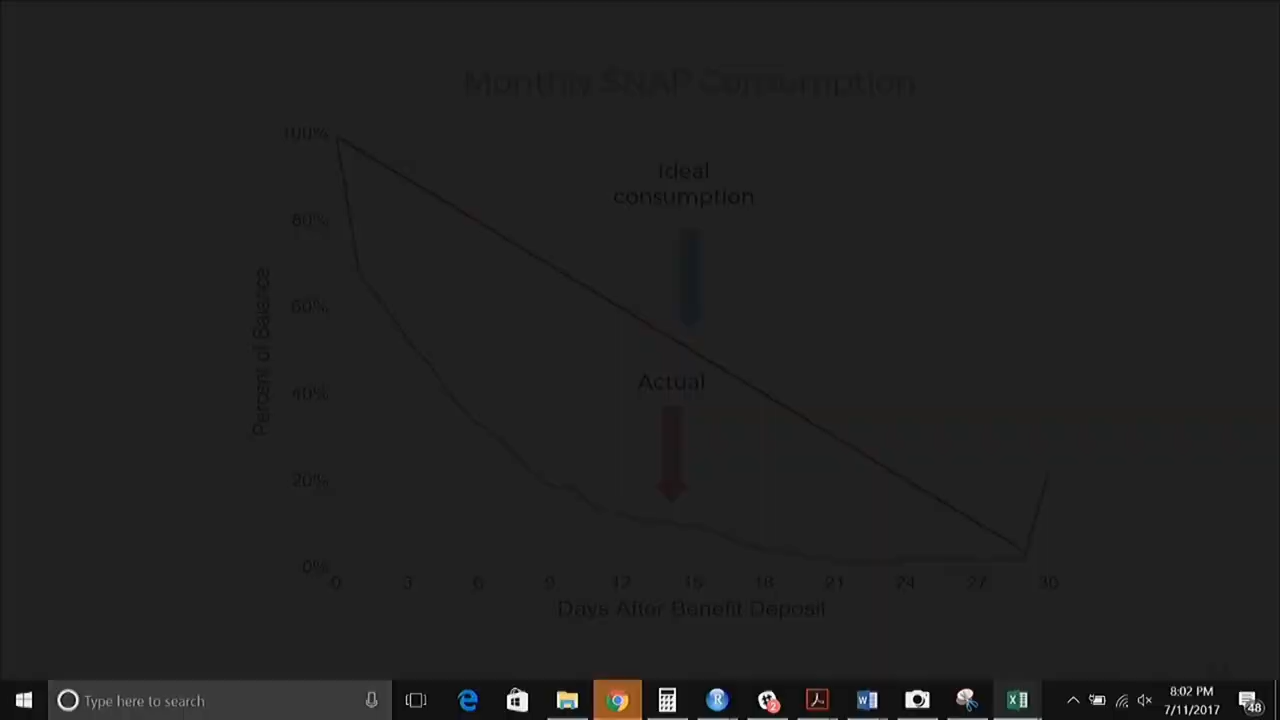 Monthly SNAP Consumption
100%
Ideal
consumption
80%
60%
Percent of Balance
Actual
40%
20%
0%
0 3 6 9 12 15 18 21 24 27 30
Days After Benefit Deposit
Type here to search
2
8:02 PM
7/11/2017
48